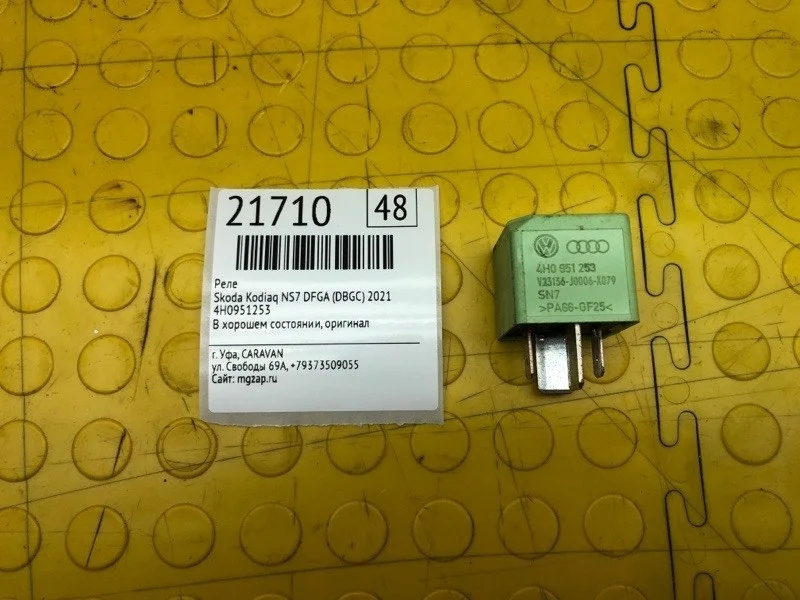 21710 48
Реле
Skoda Kodiaq NS7 DFGA (DBGC) 2021
4H0951253
В хорошем состоянии, оригинал
г. Уфа, CARAVAN
ул. Свободы 69А, +79373509055
Сайт: mgzap.ru
4H0 951 253
V23136-J0006-X079
SN7
>PA66-GF25<